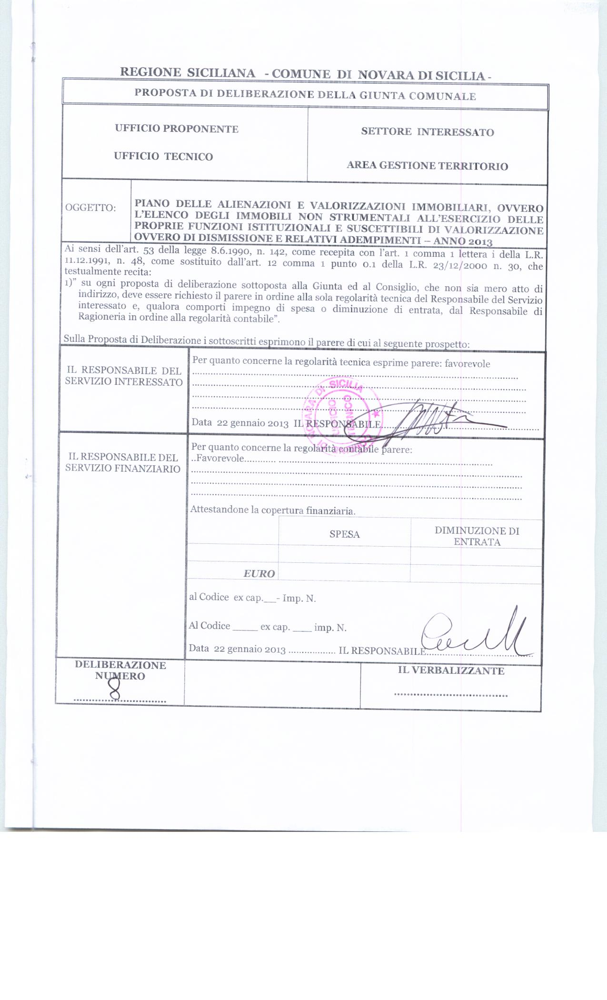 REGIONE SICILIANA - COMUNE DI NOVARA DI SICILIA -
PROPOSTA DI DELIBERAZIONE DELLA GIUNTA COMUNALE
UFFICIO PROPONENTE
UFFICIO TECNICO
SETTORE INTERESSATO
AREA GESTIONE TERRITORIO
OGGETTO:
PIANO DELLE ALIENAZIONI E VALORIZZAZIONI IMMOBILIARI, OVVERO
L'ELENCO DEGLI IMMOBILI NON STRUMENTALI ALL'ESERCIZIO DELLE
PROPRIE FUNZIONI ISTITUZIONALI E SUSCETTIBILI DI VALORIZZAZIONE
OVVERO DI DISMISSIONE E RELATIVI ADEMPIMENTI – ANNO 2013
Ai sensi dell'art. 53 della legge 8.6.1990, n. 142, come recepita con l'art. 1 comma 1 lettera i della L.R.
11.12.1991, n. 48, come sostituito dall'art. 12 comma 1 punto 0.1 della L.R. 23/12/2000 n. 30, che
testualmente recita:
1)" su ogni proposta di deliberazione sottoposta alla Giunta ed al Consiglio, che non sia mero atto di
indirizzo, deve essere richiesto il parere in ordine alla sola regolarità tecnica del Responsabile del Servizio
interessato e, qualora comporti impegno di spesa o diminuzione di entrata, dal Responsabile di
Ragioneria in ordine alla regolarità contabile".
Sulla Proposta di Deliberazione i sottoscritti esprimono il parere di cui al seguente prospetto:
IL RESPONSABILE DEL
SERVIZIO INTERESSATO
Per quanto concerne la regolarità tecnica esprime parere: favorevole
COMUNE DI NOVARA DI SICILIA
UFFICIO
TECNICO
Data 22 gennaio 2013 IL RESPONSABILE
IL RESPONSABILE DEL
SERVIZIO FINANZIARIO
Per quanto concerne la regolarità contabile parere:
..Favorevole...........
Attestandone la copertura finanziaria.
SPESA
DIMINUZIONE DI
ENTRATA
EURO
al Codice ex cap.__- Imp. N.
Al Codice _____ ex cap. ____ imp. N.
Data 22 gennaio 2013 ................. IL RESPONSABILE
DELIBERAZIONE
NUMERO
8
IL VERBALIZZANTE